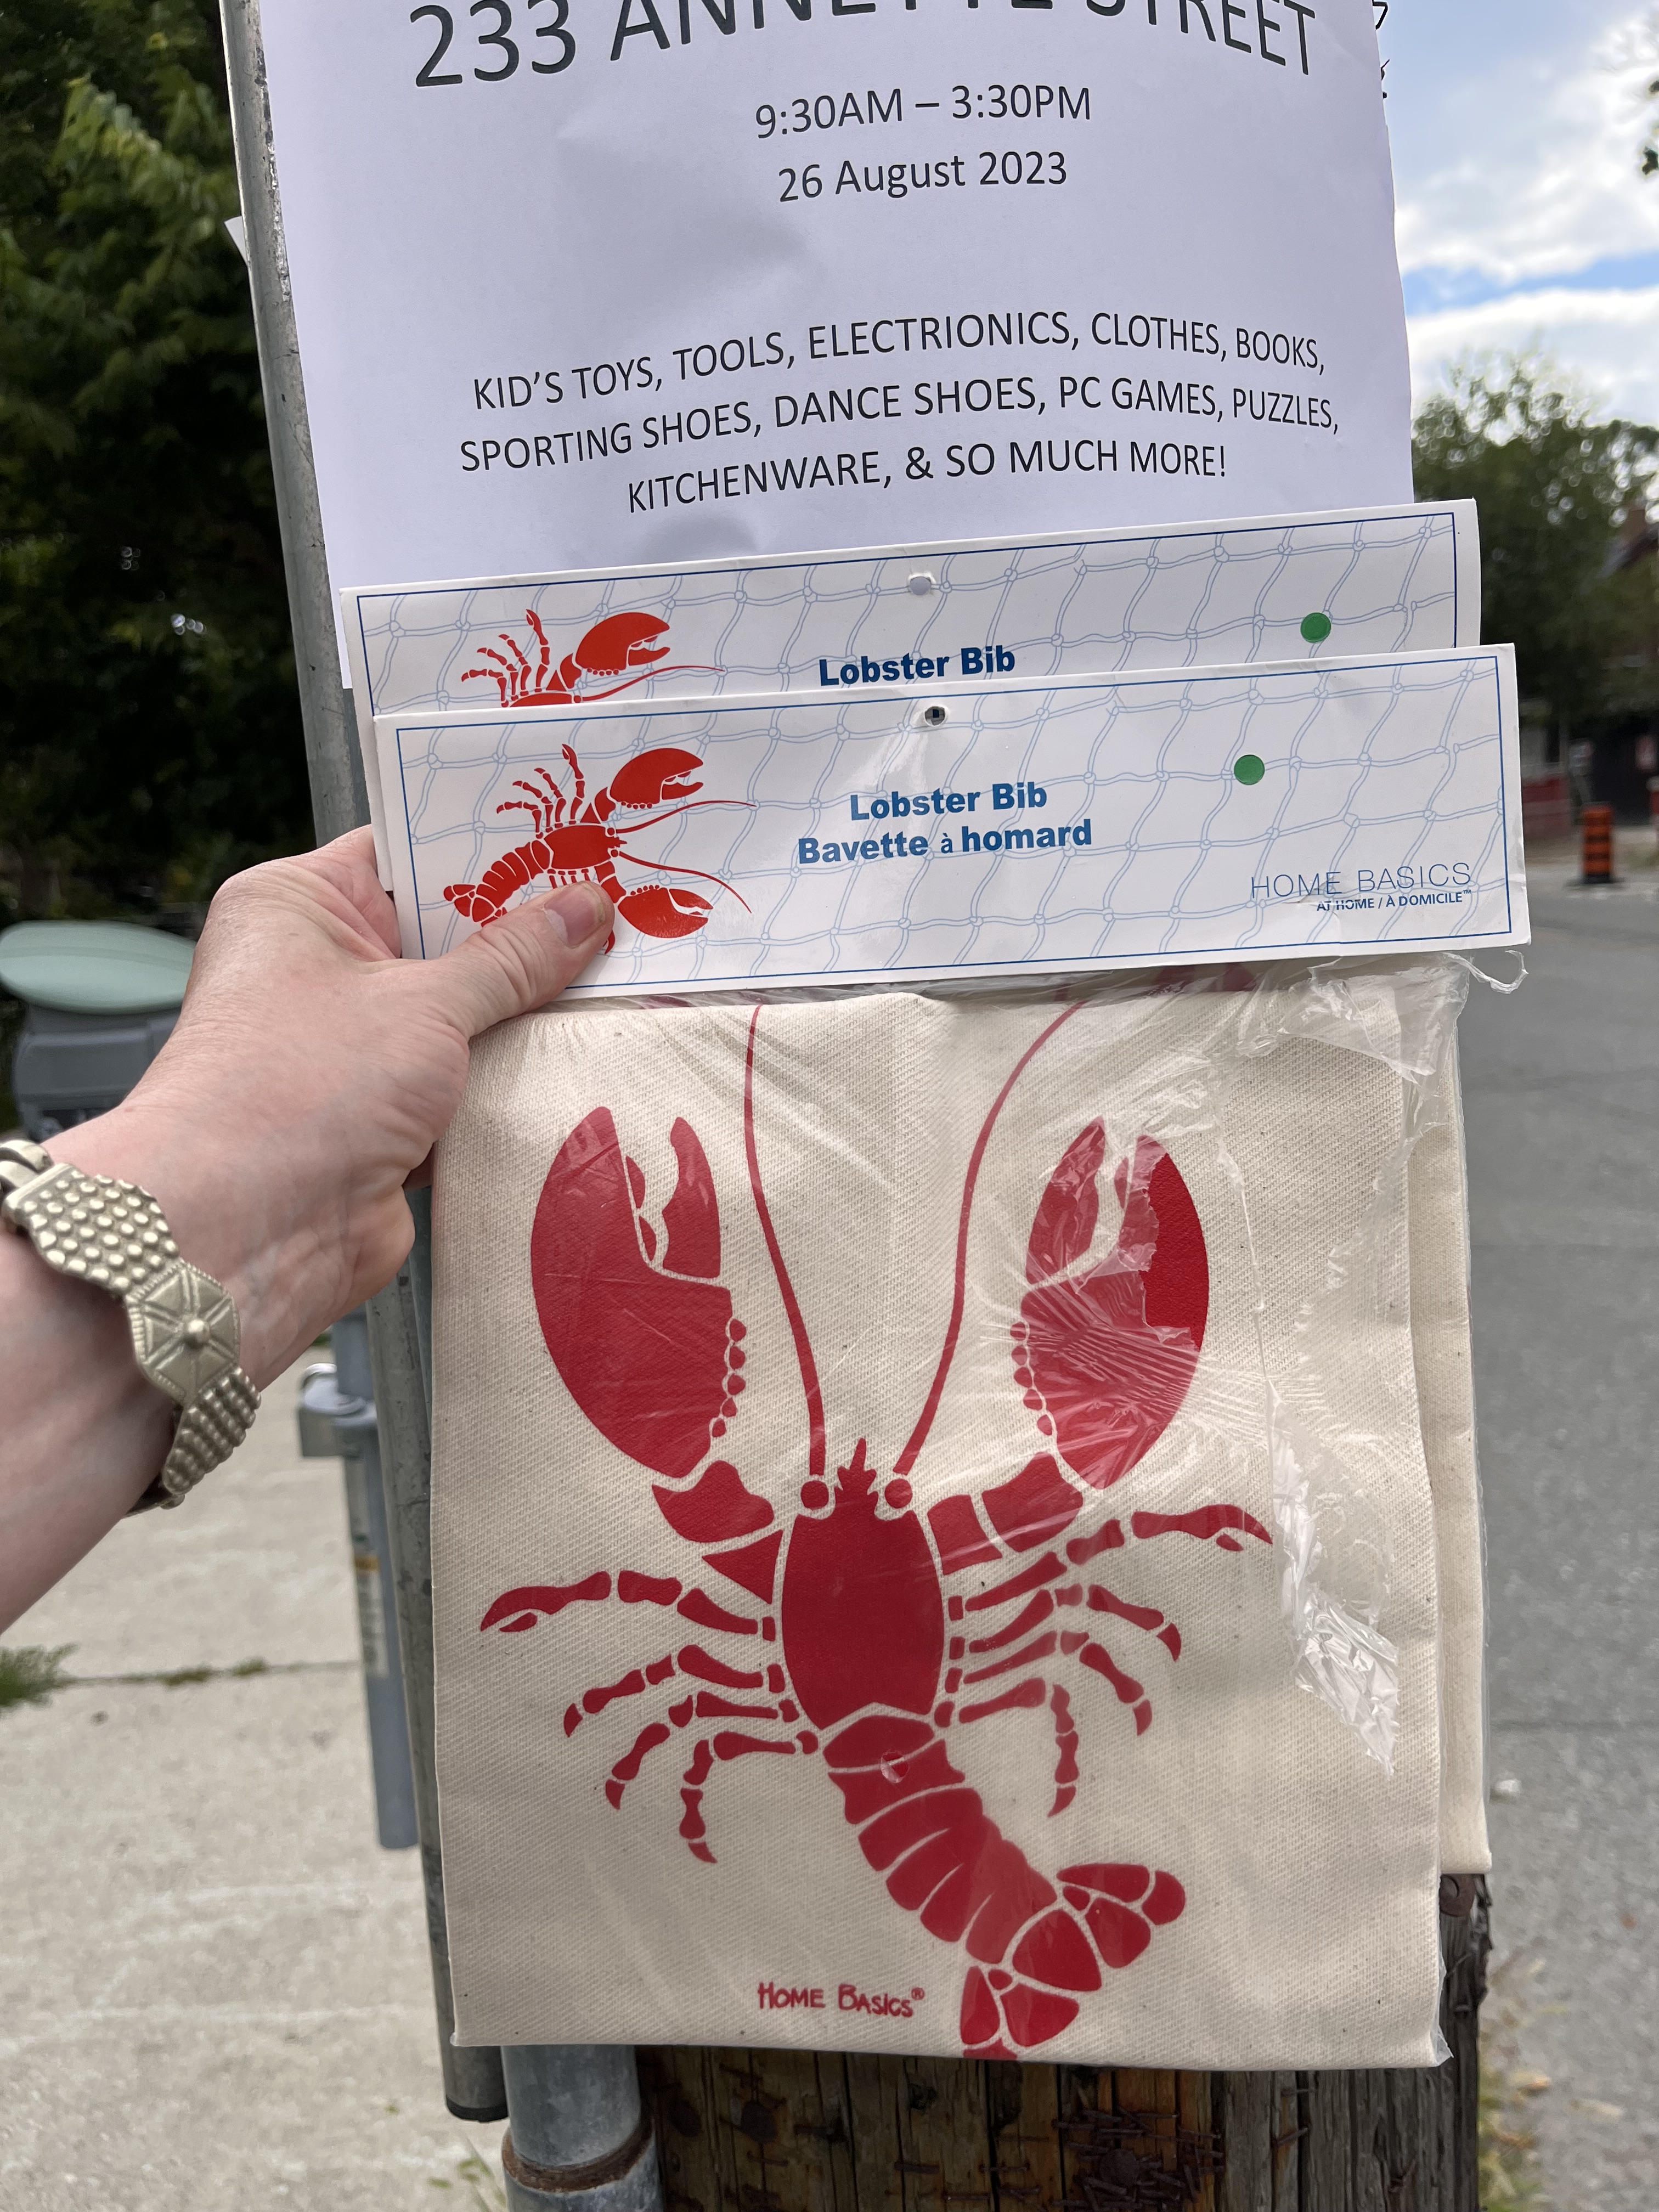 233 ANNETTE STREET
9:30AM – 3:30PM
26 August 2023
KID'S TOYS, TOOLS, ELECTRIONICS, CLOTHES, BOOKS,
SPORTING SHOES, DANCE SHOES, PC GAMES, PUZZLES,
KITCHENWARE, & SO MUCH MORE!
Lobster Bib
Lobster Bib
Bavette à homard
HOME BASICS
AT HOME / À DOMICILE™
HOME BASICS®